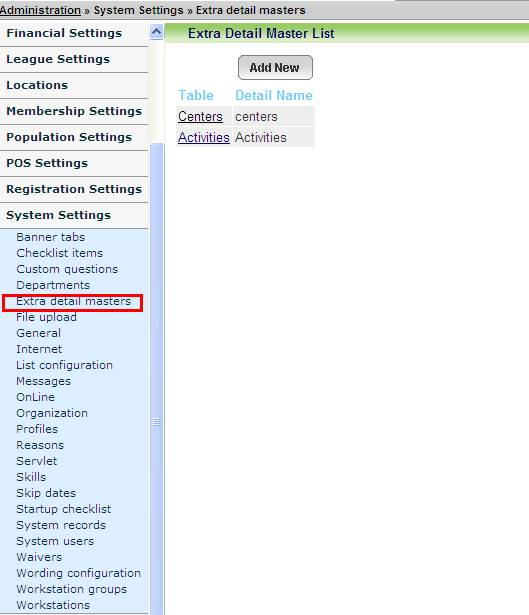 Administration » System Settings » Extra detail masters
Financial Settings
League Settings
Locations
Membership Settings
Population Settings
POS Settings
Registration Settings
System Settings
Banner tabs
Checklist items
Custom questions
Departments
Extra detail masters
File upload
General
Internet
List configuration
Messages
OnLine
Organization
Profiles
Reasons
Servlet
Skills
Skip dates
Startup checklist
System records
System users
Waivers
Wording configuration
Workstation groups
Workstations
Extra Detail Master List
Add New
Table Detail Name
Centers centers
Activities Activities